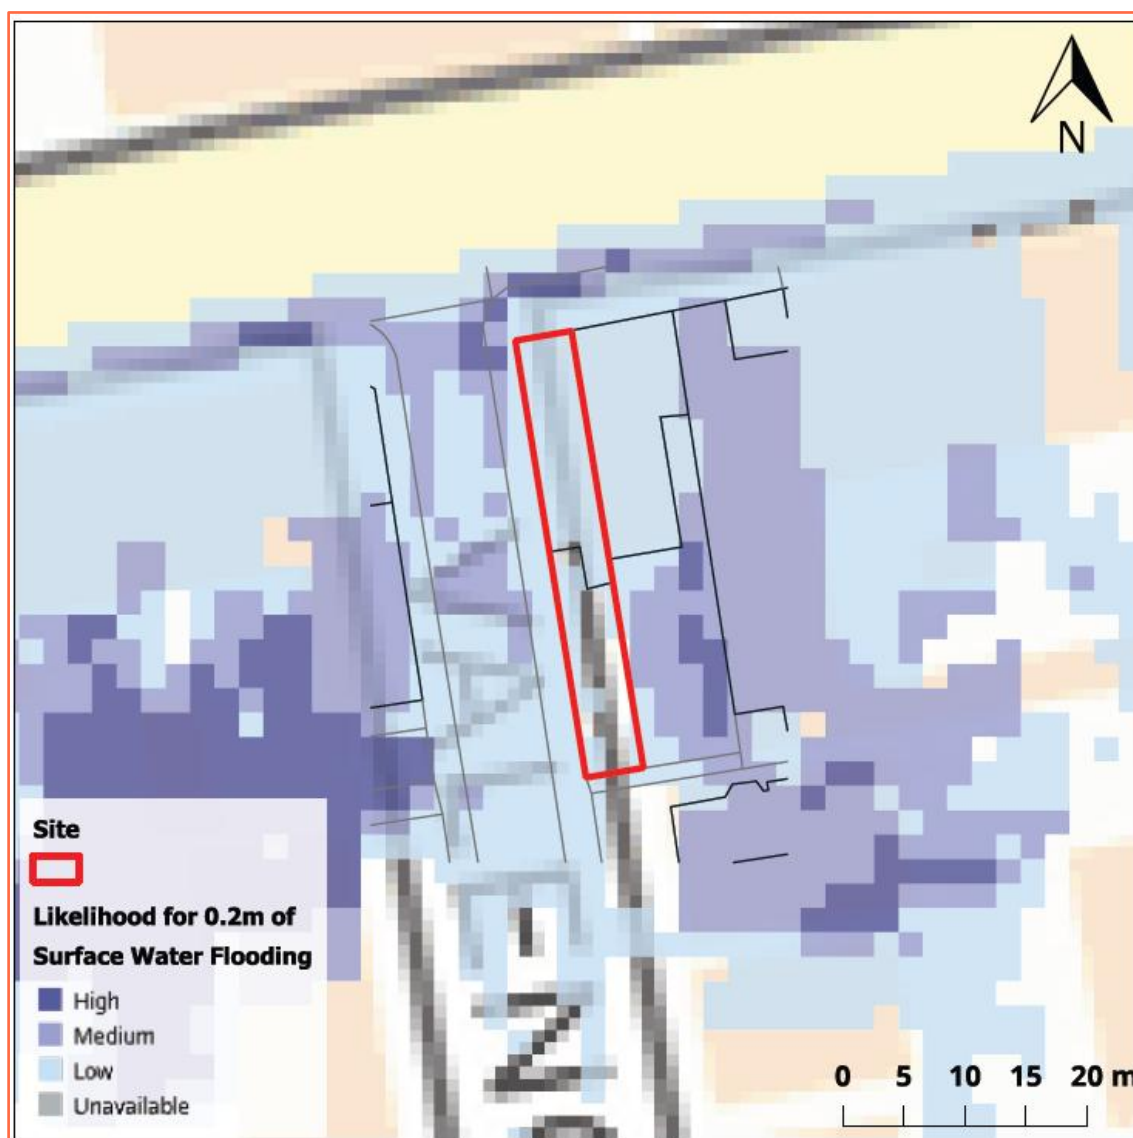 N
Site
Likelihood for 0.2m of
Surface Water Flooding
High
Medium
Low
Unavailable
0 5 10 15 20 m